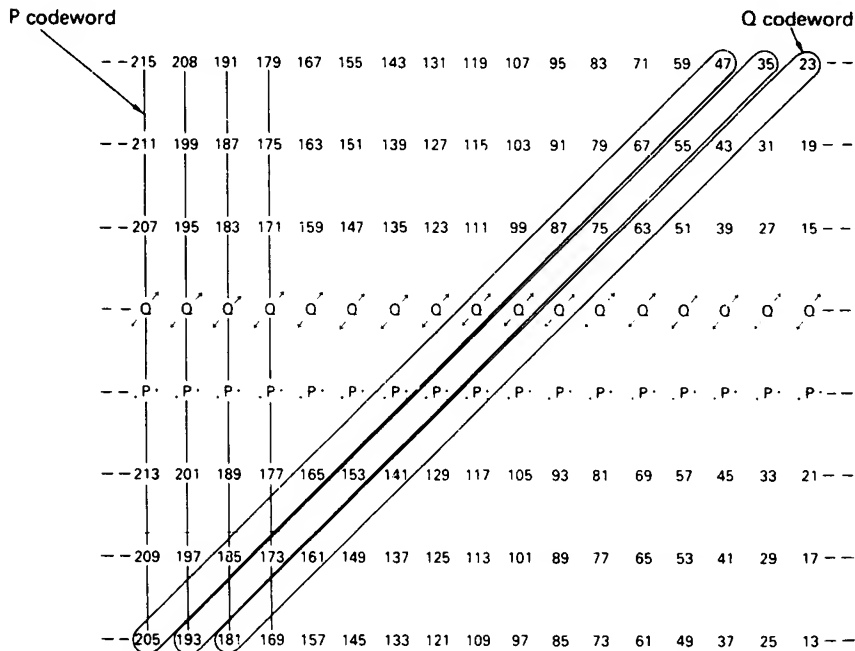 P codeword Q codeword
--215 208 191 179 167 155 143 131 119 107 95 83 71 59 47 35 23--
--211 199 187 175 163 151 139 127 115 103 91 79 67 55 43 31 19--
--207 195 183 171 159 147 135 123 111 99 87 75 63 51 39 27 15--
--Q Q Q Q Q Q Q Q Q Q Q Q Q Q Q Q Q--
--P P P P P P P P P P P P P P P P P--
--213 201 189 177 165 153 141 129 117 105 93 81 69 57 45 33 21--
--209 197 185 173 161 149 137 125 113 101 89 77 65 53 41 29 17--
--205 193 181 169 157 145 133 121 109 97 85 73 61 49 37 25 13--